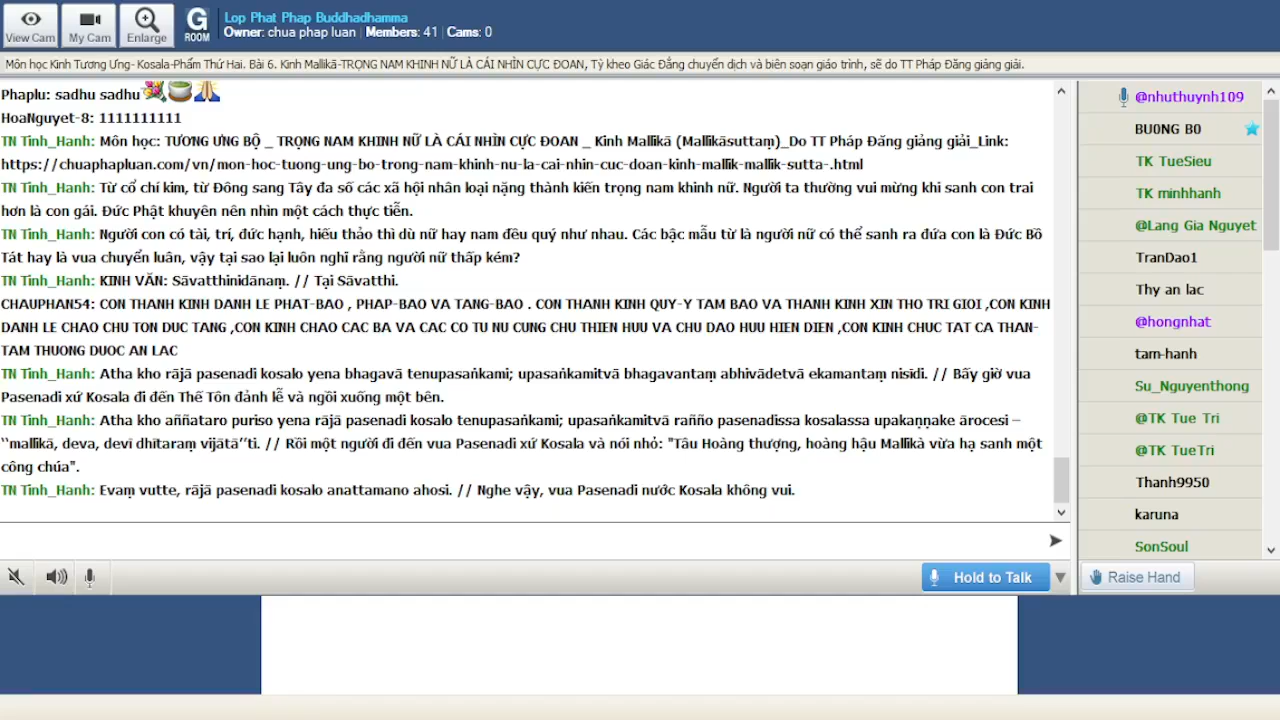 View Cam
My Cam
Enlarge
G
ROOM
Lop Phat Phap Buddhadhamma
Owner: chua phap luan | Members: 41 | Cams: 0
Môn học Kinh Tương Ưng- Kosala-Phẩm Thứ Hai. Bài 6. Kinh Mallikā-TRỌNG NAM KHINH NỮ LÀ CÁI NHÌN CỰC ĐOAN, Tỳ kheo Giác Đẳng chuyển dịch và biên soạn giáo trình, sẽ do TT Pháp Đăng giảng giải.
Phaplu: sadhu sadhu
HoaNguyet-8: 1111111111
TN Tinh_Hanh: Môn học: TƯƠNG ƯNG BỘ _ TRỌNG NAM KHINH NỮ LÀ CÁI NHÌN CỰC ĐOAN _ Kinh Mallikā (Mallikāsuttaṃ)_Do TT Pháp Đăng giảng giải_Link:
https://chuaphapluan.com/vn/mon-hoc-tuong-ung-bo-trong-nam-khinh-nu-la-cai-nhin-cuc-doan-kinh-mallik-mallik-sutta-.html
TN Tinh_Hanh: Từ cổ chí kim, từ Đông sang Tây đa số các xã hội nhân loại nặng thành kiến trọng nam khinh nữ. Người ta thường vui mừng khi sanh con trai
hơn là con gái. Đức Phật khuyên nên nhìn một cách thực tiễn.
TN Tinh_Hanh: Người con có tài, trí, đức hạnh, hiếu thảo thì dù nữ hay nam đều quý như nhau. Các bậc mẫu từ là người nữ có thể sanh ra đứa con là Đức Bồ
Tát hay là vua chuyển luân, vậy tại sao lại luôn nghĩ rằng người nữ thấp kém?
TN Tinh_Hanh: KINH VĂN: Sāvatthinidānaṃ. // Tại Sāvatthi.
CHAUPHAN54: CON THANH KINH DANH LE PHAT-BAO , PHAP-BAO VA TANG-BAO . CON THANH KINH QUY-Y TAM BAO VA THANH KINH XIN THO TRI GIOI ,CON KINH
DANH LE CHAO CHU TON DUC TANG ,CON KINH CHAO CAC BA VA CAC CO TU NU CUNG CHU THIEN HUU VA CHU DAO HUU HIEN DIEN ,CON KINH CHUC TAT CA THAN-
TAM THUONG DUOC AN LAC
TN Tinh_Hanh: Atha kho rājā pasenadi kosalo yena bhagavā tenupasaṅkami; upasaṅkamitvā bhagavantaṃ abhivādetvā ekamantaṃ nisīdi. // Bấy giờ vua
Pasenadi xứ Kosala đi đến Thế Tôn đảnh lễ và ngồi xuống một bên.
TN Tinh_Hanh: Atha kho aññataro puriso yena rājā pasenadi kosalo tenupasaṅkami; upasaṅkamitvā rañño pasenadissa kosalassa upakaṇṇake ārocesi –
‘‘mallikā, deva, devī dhītaraṃ vijātā’’ti. // Rồi một người đi đến vua Pasenadi xứ Kosala và nói nhỏ: "Tâu Hoàng thượng, hoàng hậu Mallikà vừa hạ sanh một
công chúa".
TN Tinh_Hanh: Evaṃ vutte, rājā pasenadi kosalo anattamano ahosi. // Nghe vậy, vua Pasenadi nước Kosala không vui.
Hold to Talk
@nhuthuynh109
BU0NG B0
TK TueSieu
TK minhhanh
@Lang Gia Nguyet
TranDao1
Thy an lac
@hongnhat
tam-hanh
Su_Nguyenthong
@TK Tue Tri
@TK TueTri
Thanh9950
karuna
SonSoul
Raise Hand